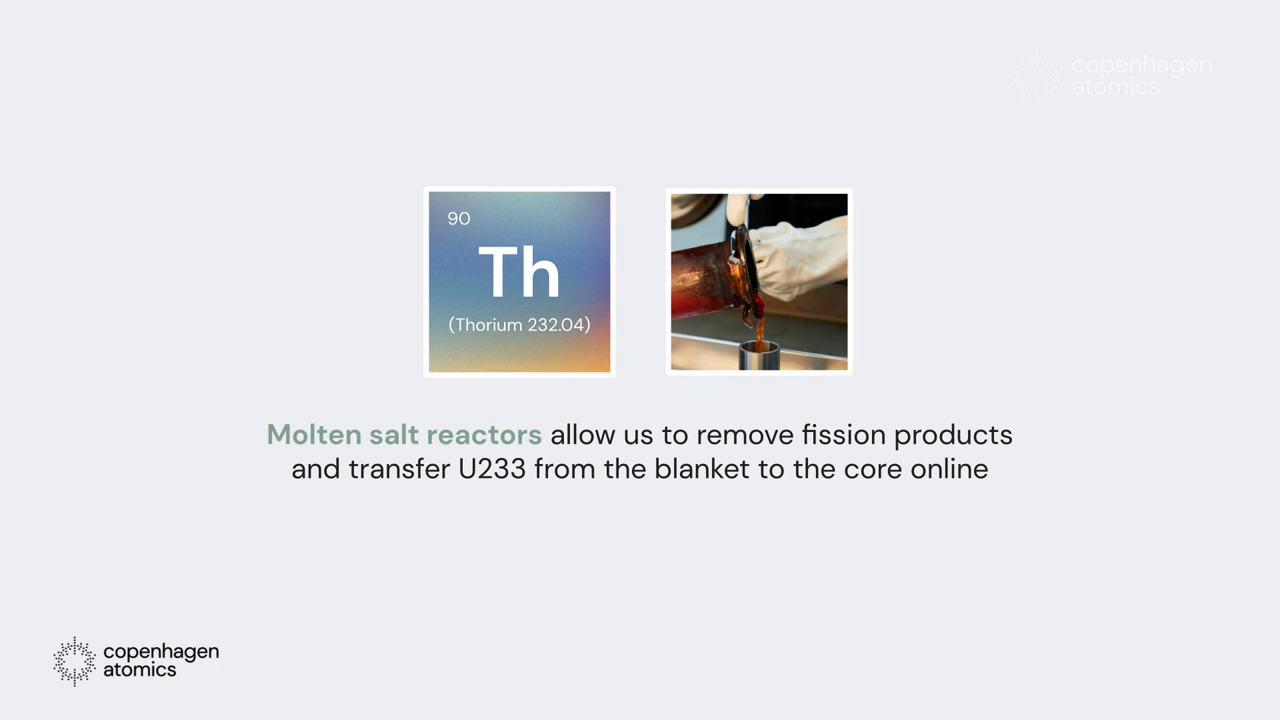 copenhagen
atomics
90
Th
(Thorium 232.04)
Molten salt reactors allow us to remove fission products
and transfer U233 from the blanket to the core online
copenhagen
atomics